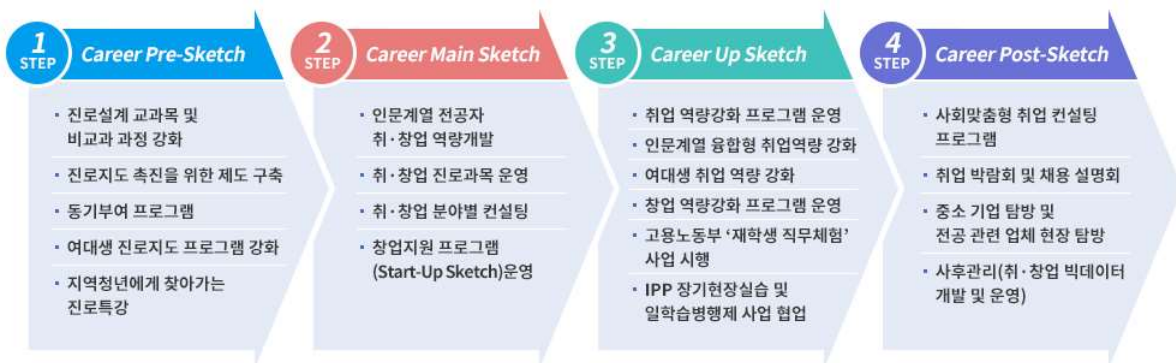 1
STEP
Career Pre-Sketch
· 진로설계 교과목 및
비교과 과정 강화
· 진로지도 촉진을 위한 제도 구축
· 동기부여 프로그램
· 여대생 진로지도 프로그램 강화
· 지역청년에게 찾아가는
진로특강
2
STEP
Career Main Sketch
· 인문계열 전공자
취·창업 역량개발
· 취·창업 진로과목 운영
· 취·창업 분야별 컨설팅
· 창업지원 프로그램
(Start-Up Sketch)운영
3
STEP
Career Up Sketch
· 취업 역량강화 프로그램 운영
· 인문계열 융합형 취업역량 강화
· 여대생 취업 역량 강화
· 창업 역량강화 프로그램 운영
· 고용노동부 ‘재학생 직무체험’
사업 시행
· IPP 장기현장실습 및
일학습병행제 사업 협업
4
STEP
Career Post-Sketch
· 사회맞춤형 취업 컨설팅
프로그램
· 취업 박람회 및 채용 설명회
· 중소 기업 탐방 및
전공 관련 업체 현장 탐방
· 사후관리(취·창업 빅데이터
개발 및 운영)